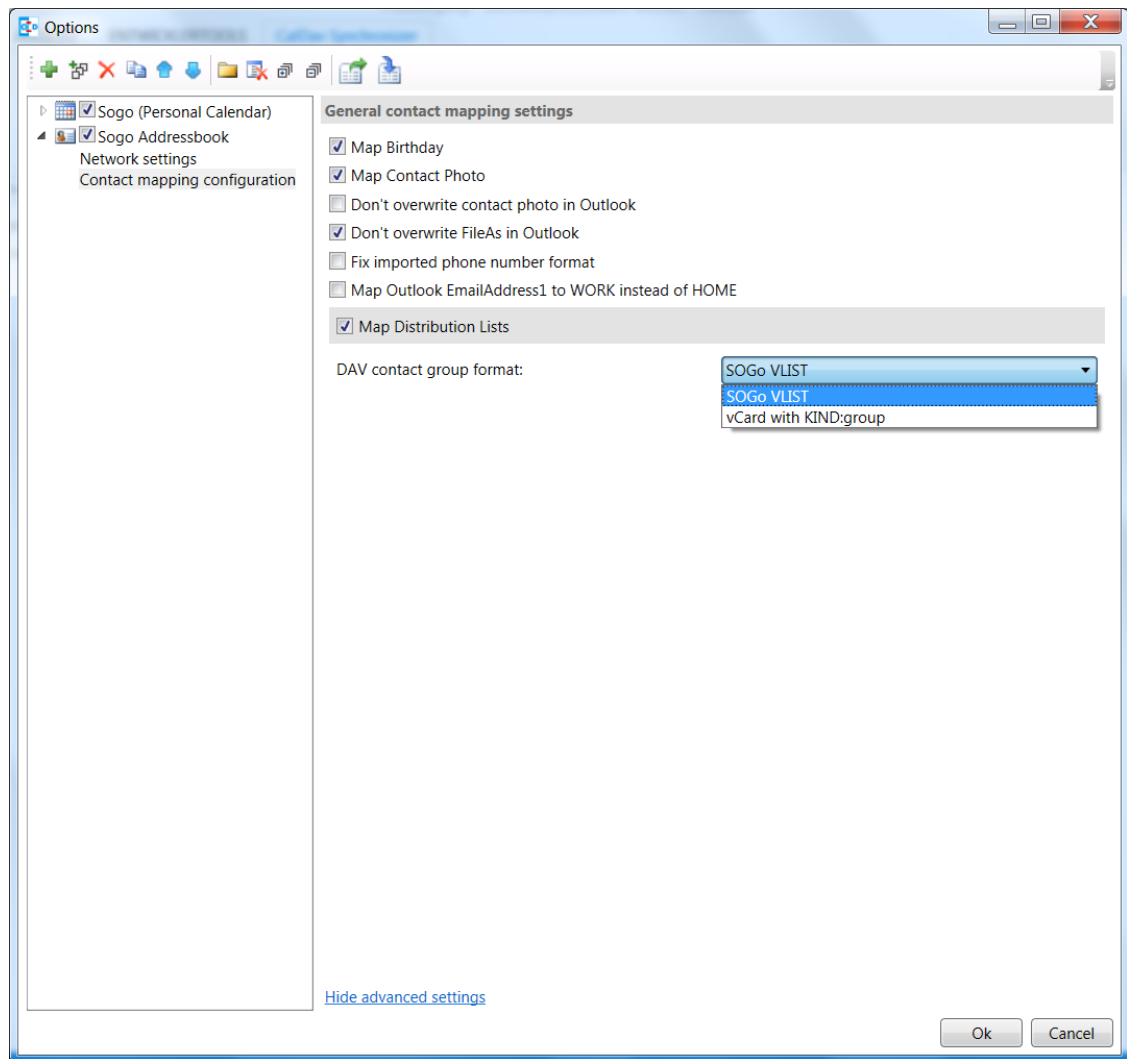 Options
Sogo (Personal Calendar)
Sogo Addressbook
Network settings
Contact mapping configuration
General contact mapping settings
Map Birthday
Map Contact Photo
Don't overwrite contact photo in Outlook
Don't overwrite FileAs in Outlook
Fix imported phone number format
Map Outlook EmailAddress1 to WORK instead of HOME
Map Distribution Lists
DAV contact group format:
SOGo VLIST
SOGo VLIST
vCard with KIND:group
Hide advanced settings
Ok
Cancel